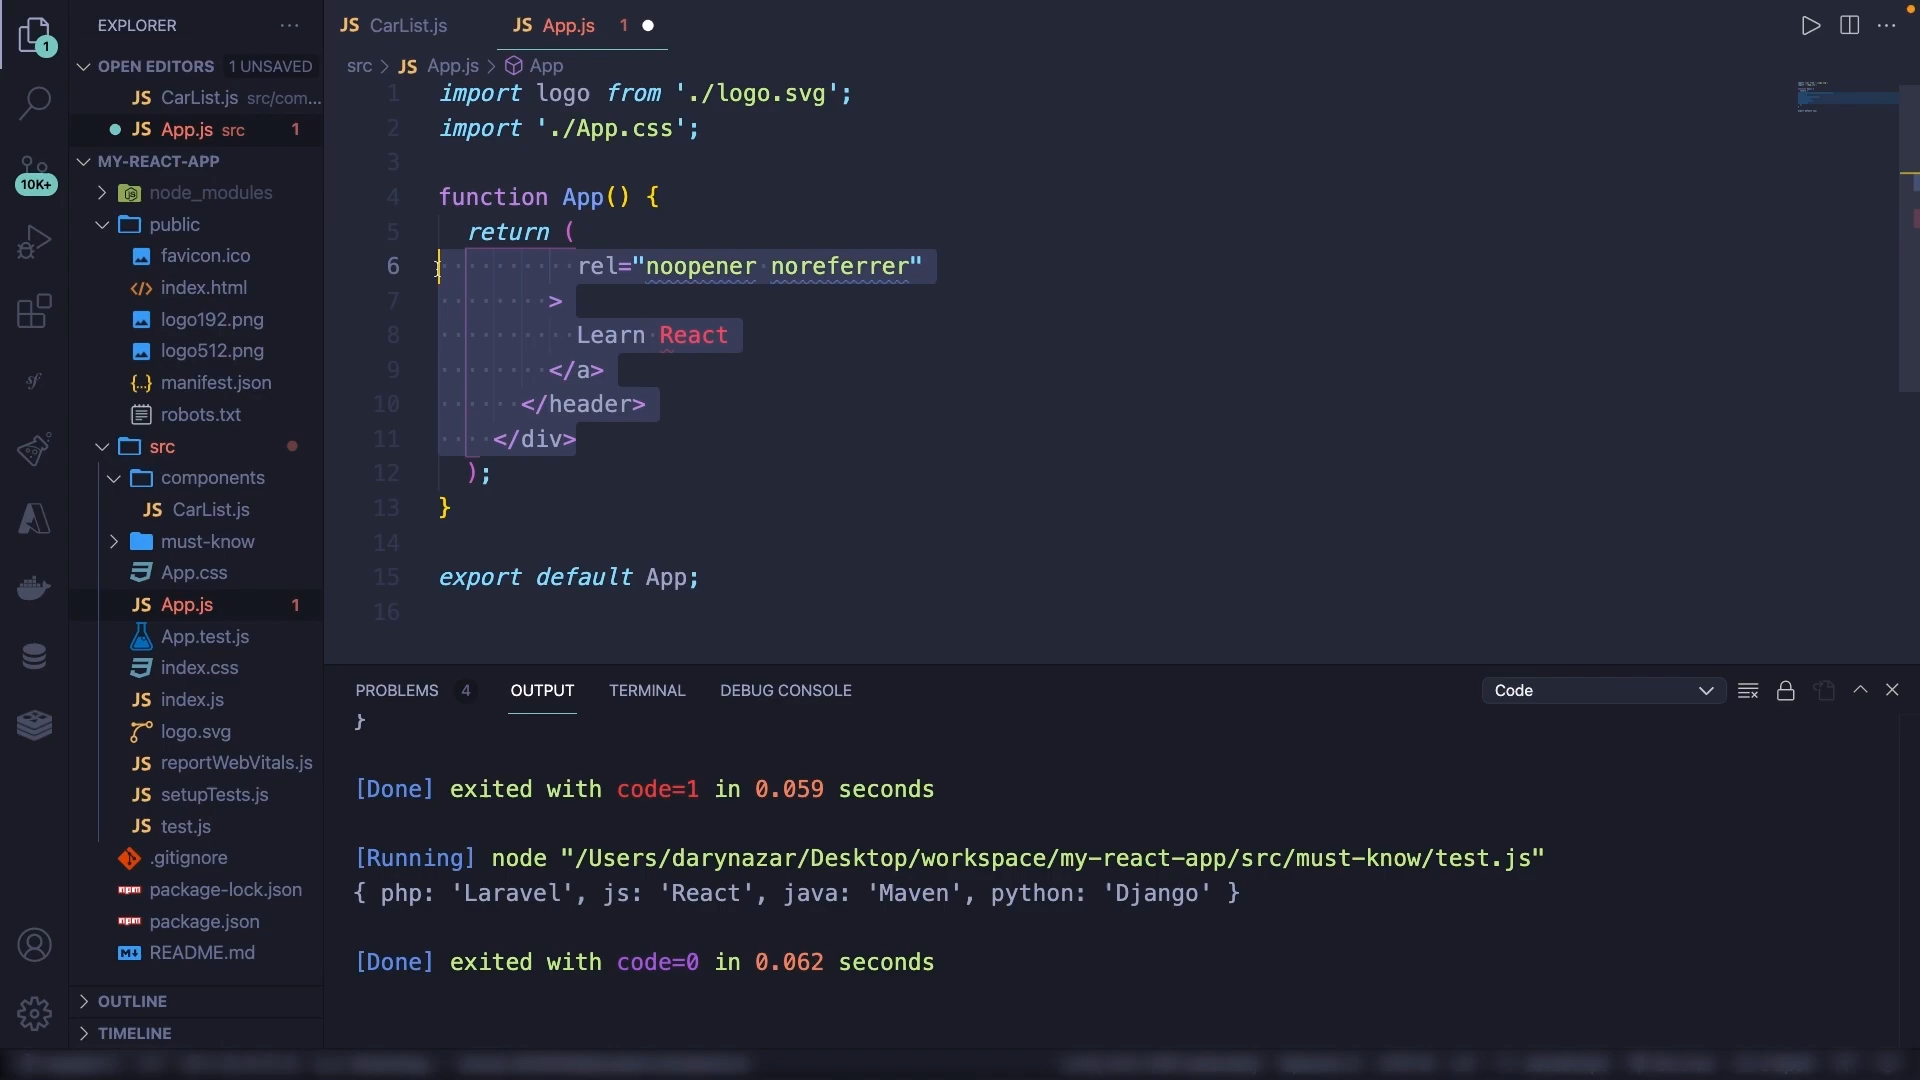 EXPLORER
1
OPEN EDITORS 1 UNSAVED
JS CarList.js src/com...
JS App.js src 1
MY-REACT-APP
10K+
node_modules
public
favicon.ico
index.html
logo192.png
logo512.png
manifest.json
robots.txt
src
components
JS CarList.js
must-know
App.css
JS App.js 1
App.test.js
index.css
JS index.js
logo.svg
JS reportWebVitals.js
JS setupTests.js
JS test.js
.gitignore
npm package-lock.json
npm package.json
README.md
OUTLINE
TIMELINE
JS CarList.js
JS App.js 1
src > JS App.js > App
1 import logo from './logo.svg';
2 import './App.css';
3
4 function App() {
5 return (
6 rel="noopener noreferrer"
7 >
8 Learn React
9 </a>
10 </header>
11 </div>
12 );
13 }
14
15 export default App;
16
PROBLEMS 4 OUTPUT TERMINAL DEBUG CONSOLE
Code
}
[Done] exited with code=1 in 0.059 seconds
[Running] node "/Users/darynazar/Desktop/workspace/my-react-app/src/must-know/test.js"
{ php: 'Laravel', js: 'React', java: 'Maven', python: 'Django' }
[Done] exited with code=0 in 0.062 seconds